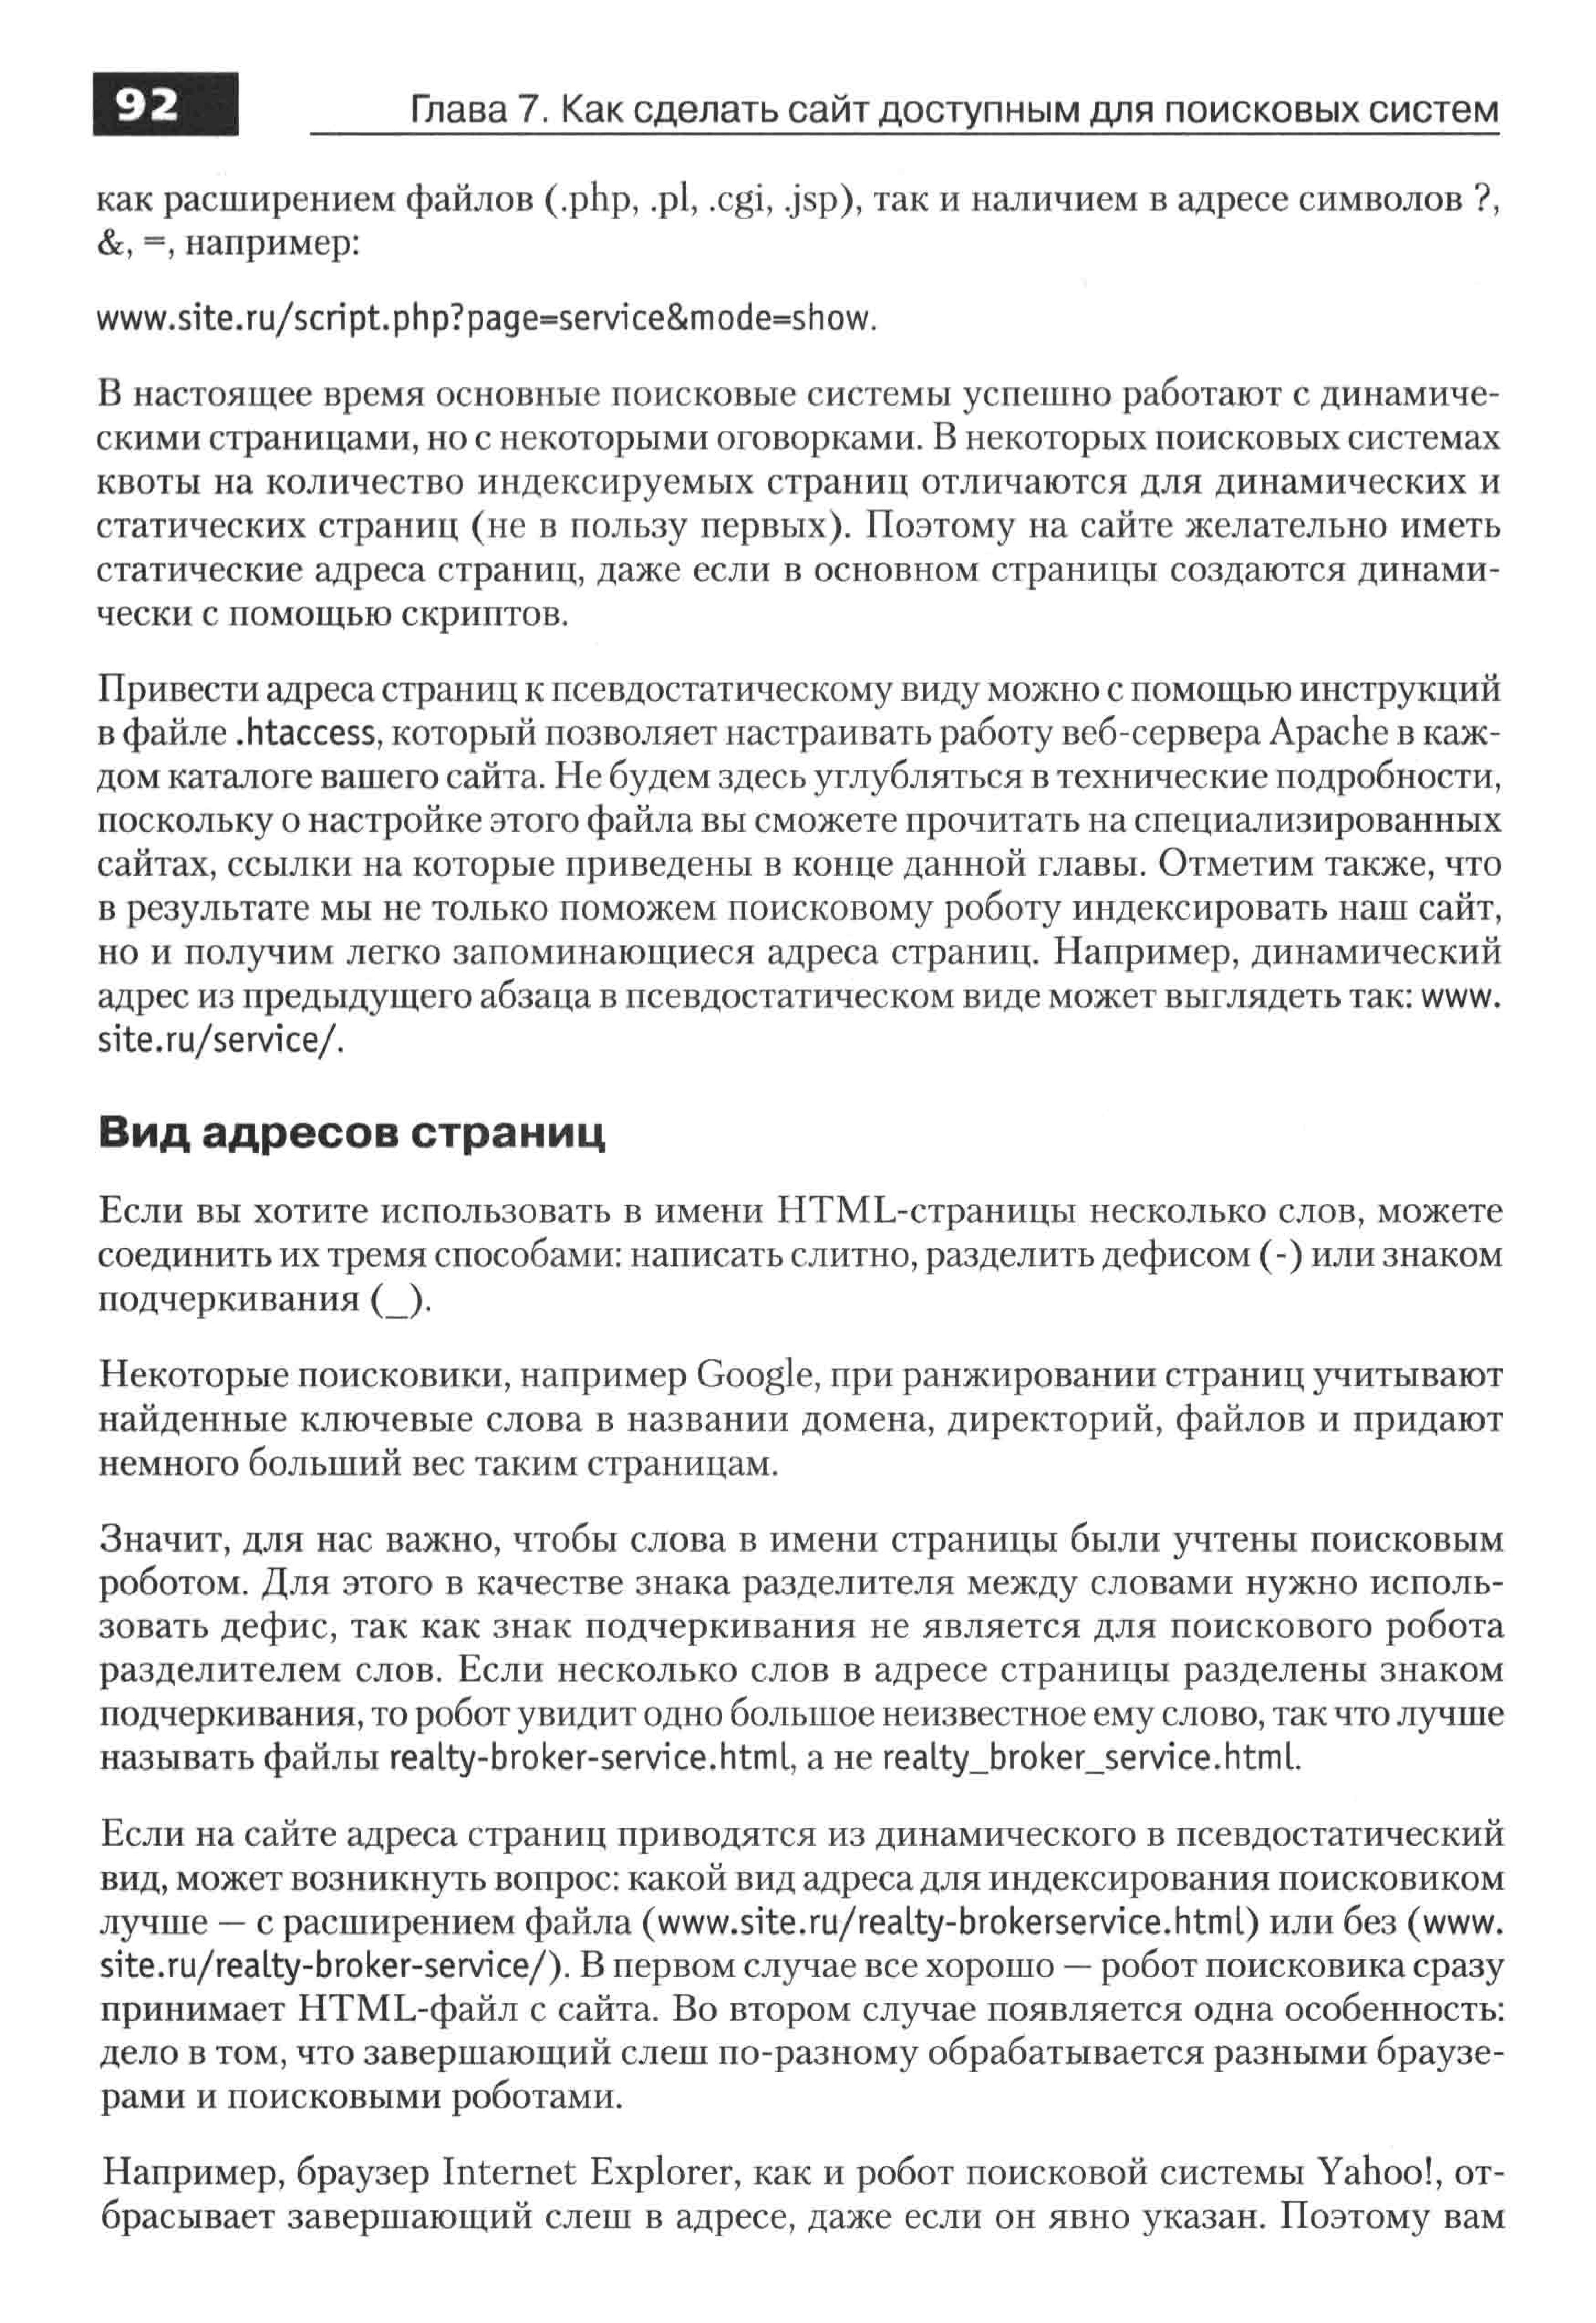 92
Глава 7. Как сделать сайт доступным для поисковых систем
как расширением файлов (.php, .pl, .cgi, .jsp), так и наличием в адресе символов ?,
&, =, например:
www.site.ru/script.php?page=service&mode=show.
В настоящее время основные поисковые системы успешно работают с динамиче-
скими страницами, но с некоторыми оговорками. В некоторых поисковых системах
квоты на количество индексируемых страниц отличаются для динамических и
статических страниц (не в пользу первых). Поэтому на сайте желательно иметь
статические адреса страниц, даже если в основном страницы создаются динами-
чески с помощью скриптов.
Привести адреса страниц к псевдостатическому виду можно с помощью инструкций
в файле .htaccess, который позволяет настраивать работу веб-сервера Apache в каж-
дом каталоге вашего сайта. Не будем здесь углубляться в технические подробности,
поскольку о настройке этого файла вы сможете прочитать на специализированных
сайтах, ссылки на которые приведены в конце данной главы. Отметим также, что
в результате мы не только поможем поисковому роботу индексировать наш сайт,
но и получим легко запоминающиеся адреса страниц. Например, динамический
адрес из предыдущего абзаца в псевдостатическом виде может выглядеть так: www.
site.ru/service/.
Вид адресов страниц
Если вы хотите использовать в имени HTML-страницы несколько слов, можете
соединить их тремя способами: написать слитно, разделить дефисом (-) или знаком
подчеркивания (_).
Некоторые поисковики, например Google, при ранжировании страниц учитывают
найденные ключевые слова в названии домена, директорий, файлов и придают
немного больший вес таким страницам.
Значит, для нас важно, чтобы слова в имени страницы были учтены поисковым
роботом. Для этого в качестве знака разделителя между словами нужно исполь-
зовать дефис, так как знак подчеркивания не является для поискового робота
разделителем слов. Если несколько слов в адресе страницы разделены знаком
подчеркивания, то робот увидит одно большое неизвестное ему слово, так что лучше
называть файлы realty-broker-service.html, а не realty_broker_service.html.
Если на сайте адреса страниц приводятся из динамического в псевдостатический
вид, может возникнуть вопрос: какой вид адреса для индексирования поисковиком
лучше — с расширением файла (www.site.ru/realty-brokerservice.html) или без (www.
site.ru/realty-broker-service/). В первом случае все хорошо — робот поисковика сразу
принимает HTML-файл с сайта. Во втором случае появляется одна особенность:
дело в том, что завершающий слеш по-разному обрабатывается разными браузе-
рами и поисковыми роботами.
Например, браузер Internet Explorer, как и робот поисковой системы Yahoo!, от-
брасывает завершающий слеш в адресе, даже если он явно указан. Поэтому вам